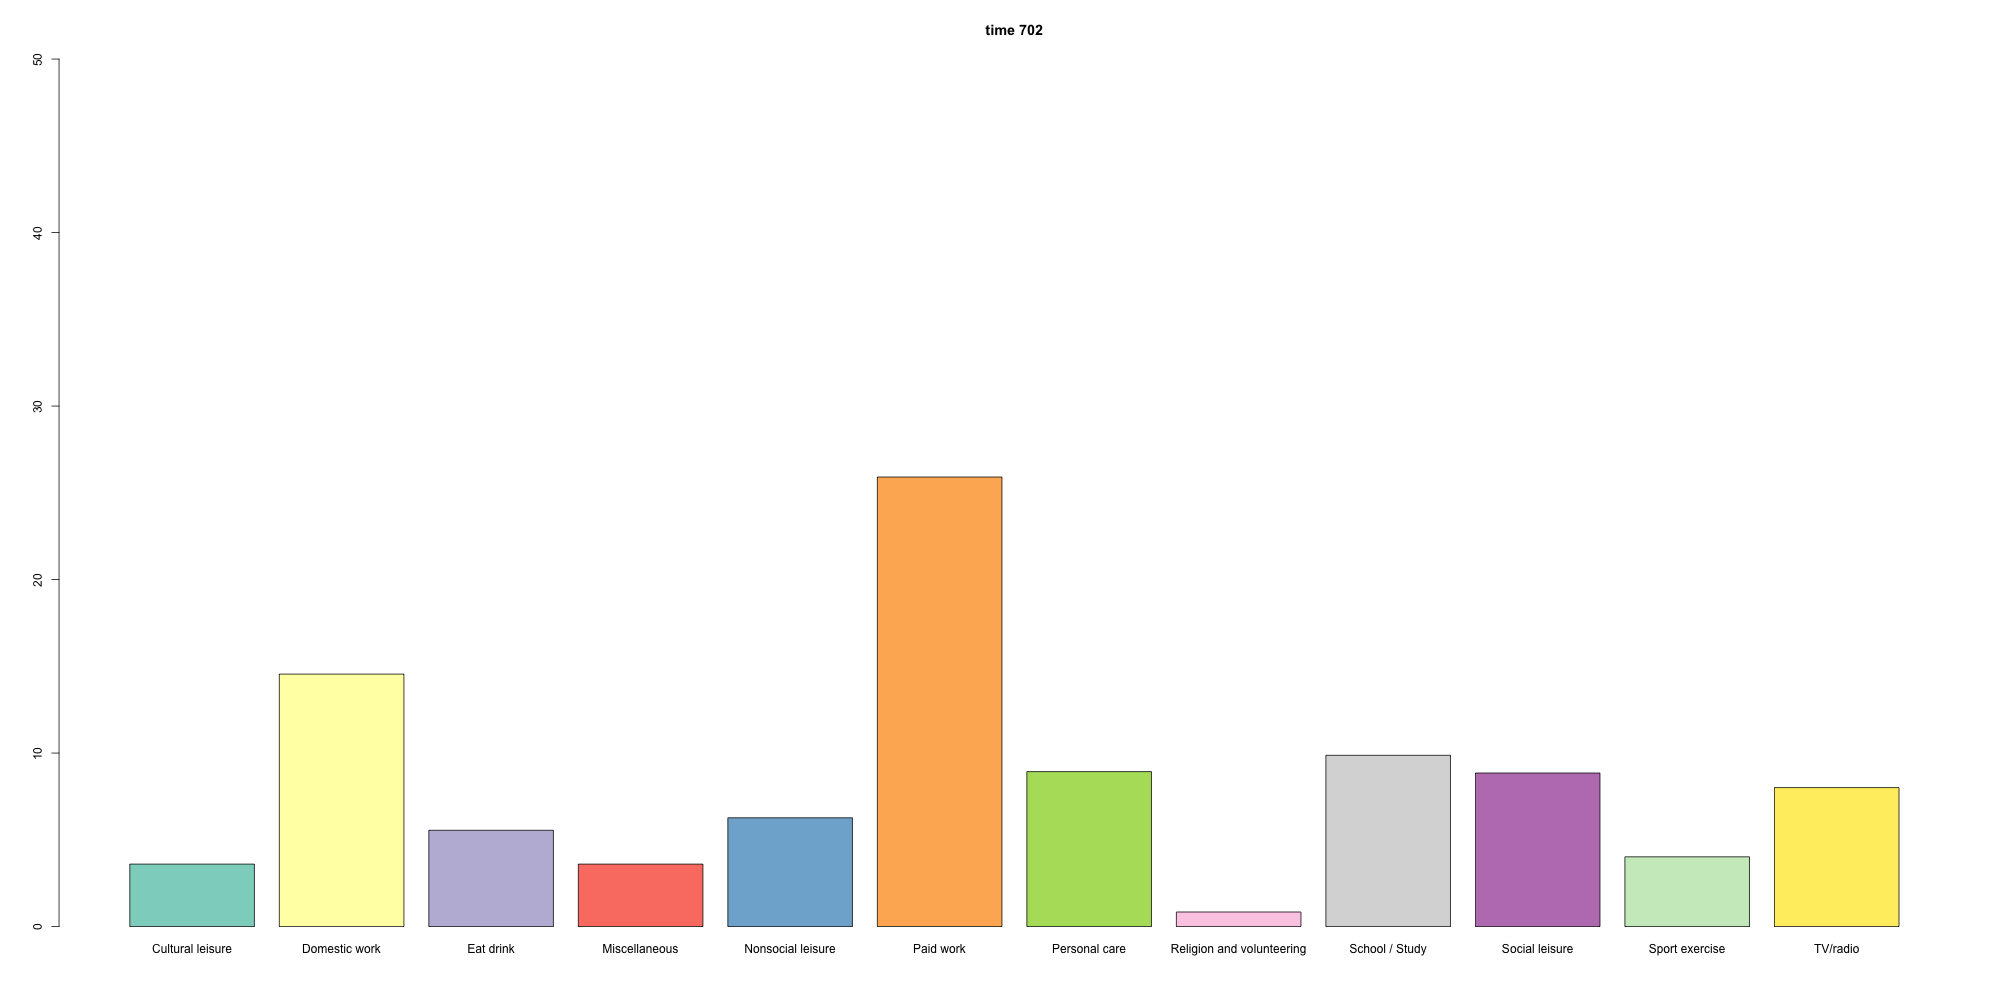 time 702
50
40
30
20
10
0
Cultural leisure
Domestic work
Eat drink
Miscellaneous
Nonsocial leisure
Paid work
Personal care
Religion and volunteering
School / Study
Social leisure
Sport exercise
TV/radio